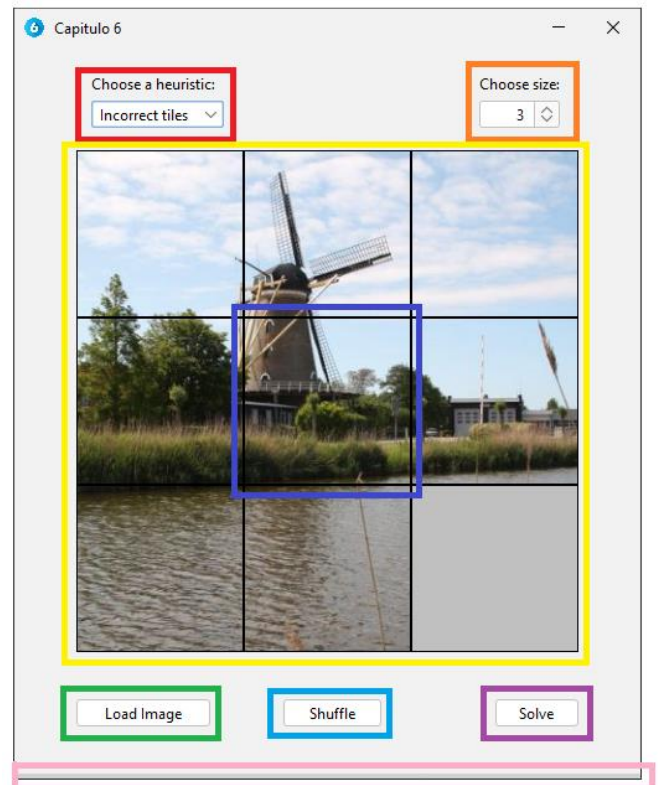 Capitulo 6
Choose a heuristic:
Choose size:
Incorrect tiles
3
Load Image
Shuffle
Solve